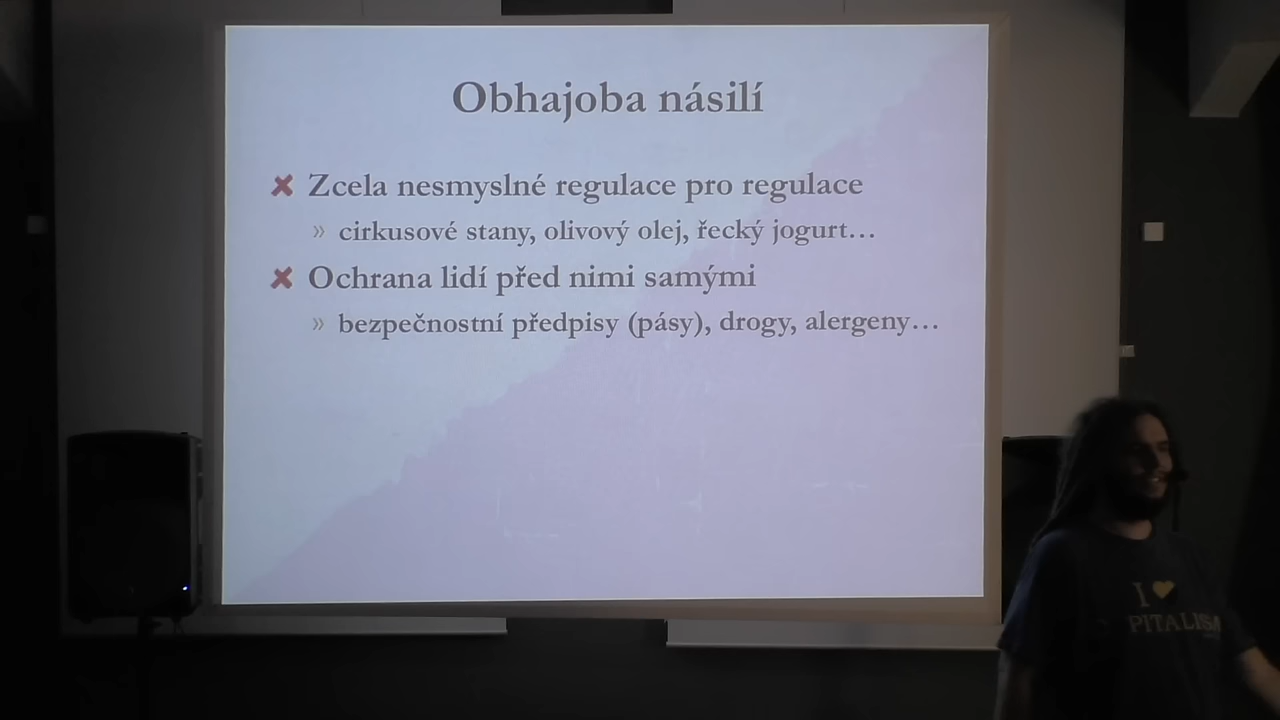 Obhajoba násilí
✖ Zcela nesmyslné regulace pro regulace
» cirkusové stany, olivový olej, řecký jogurt…
✖ Ochrana lidí před nimi samými
» bezpečnostní předpisy (pásy), drogy, alergeny…
I
PITALIS